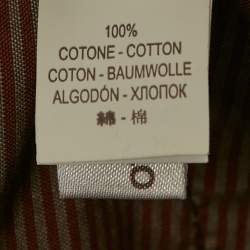 100%
COTONE - COTTON
COTON - BAUMWOLLE
ALGODÓN - ХЛОПОК
綿 - 棉